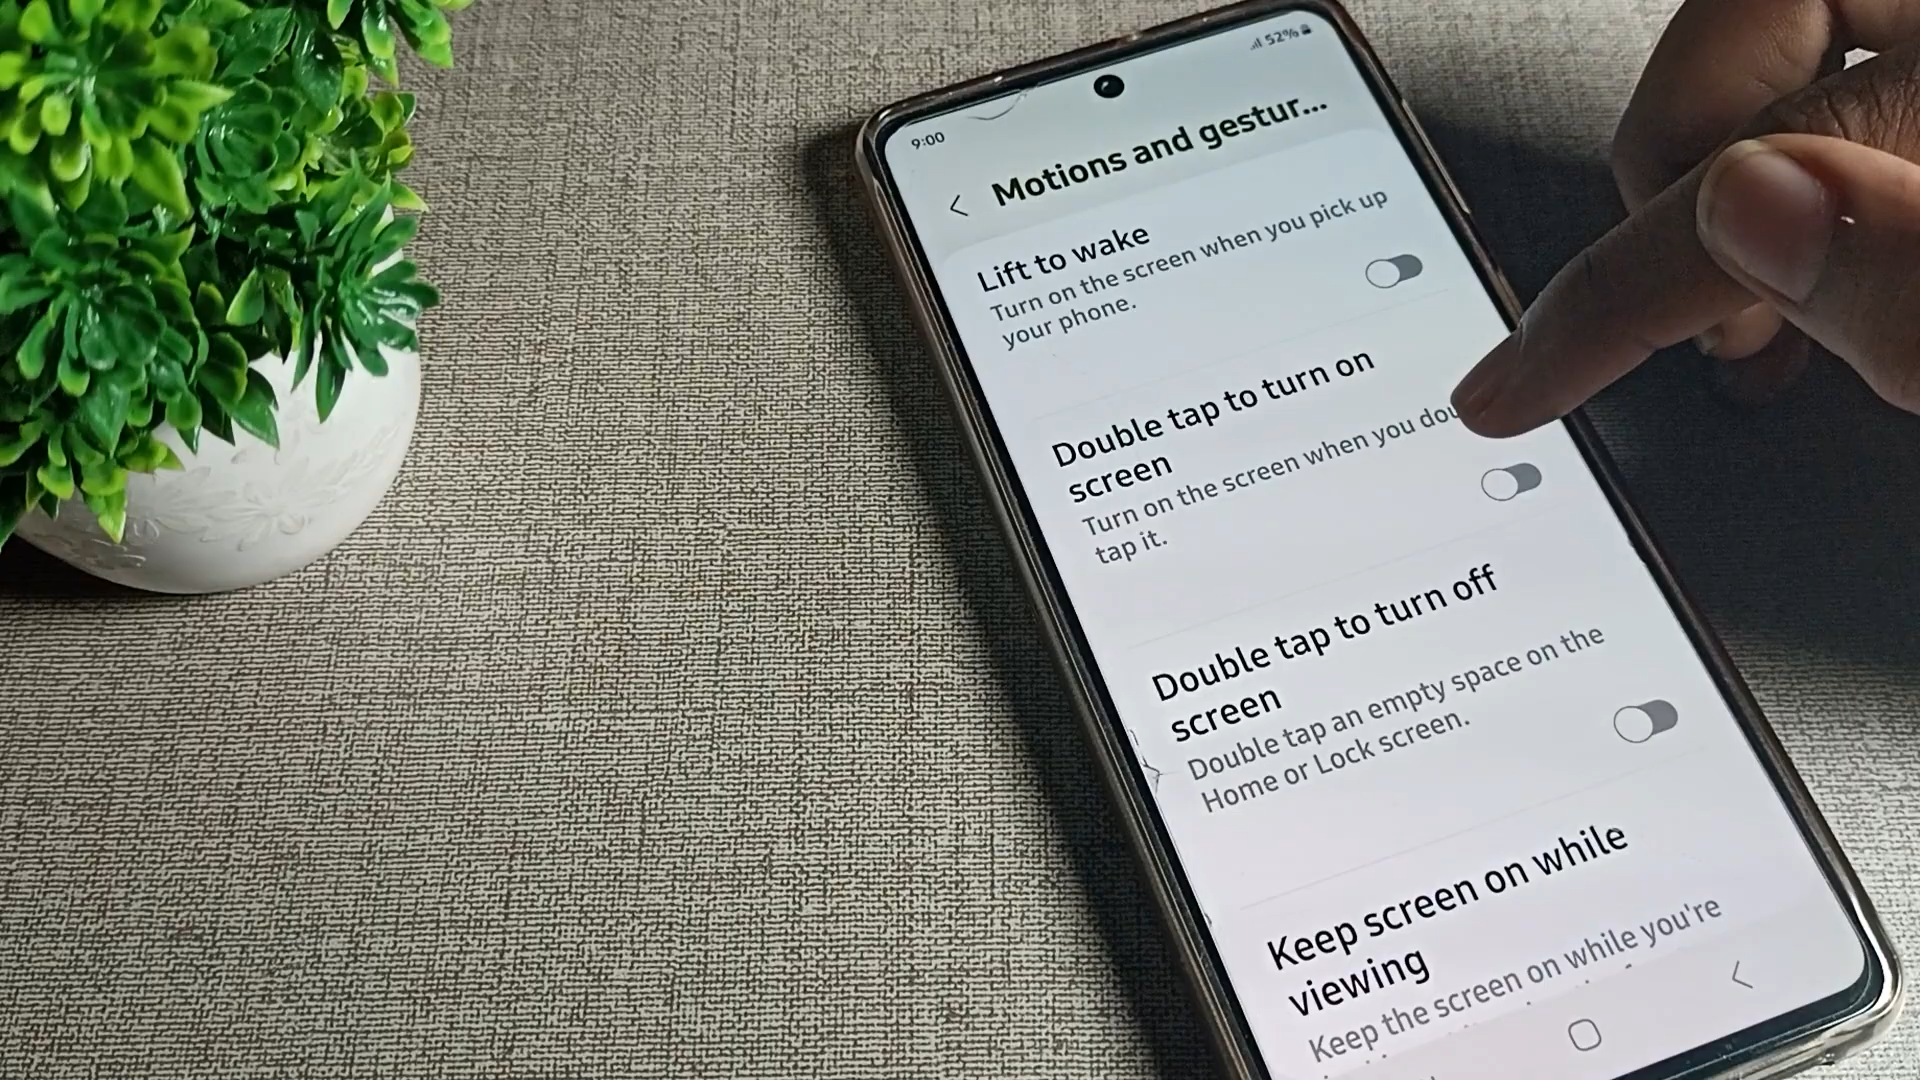 9:00
52%
Motions and gestur...
Lift to wake
Turn on the screen when you pick up
your phone.
Double tap to turn on
screen
Turn on the screen when you dou
tap it.
Double tap to turn off
screen
Double tap an empty space on the
Home or Lock screen.
Keep screen on while
viewing
Keep the screen on while you're